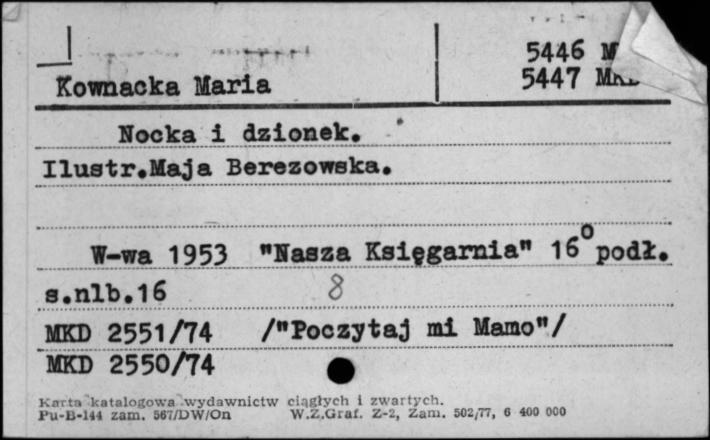 5446 M
Kownacka Maria 5447 MKD
Nocka i dzionek.
Ilustr.Maja Berezowska.
W-wa 1953 "Nasza Księgarnia" 16° podł.
s.nlb.16 8
MKD 2551/74 /"Poczytaj mi Mamo"/
MKD 2550/74
Karta katalogowa wydawnictw ciągłych i zwartych.
Pu-B-144 zam. 567/DW/On W.Z.Graf. Z-2, Zam. 502/77, 6 400 000